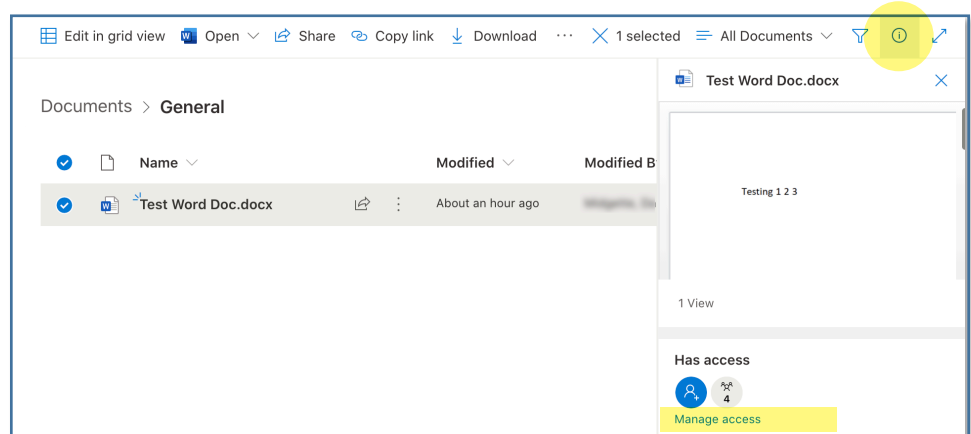 Edit in grid view Open Share Copy link Download ... 1 selected All Documents
Test Word Doc.docx
Documents > General
Name Modified Modified B
Test Word Doc.docx About an hour ago
Testing 1 2 3
1 View
Has access
4
Manage access